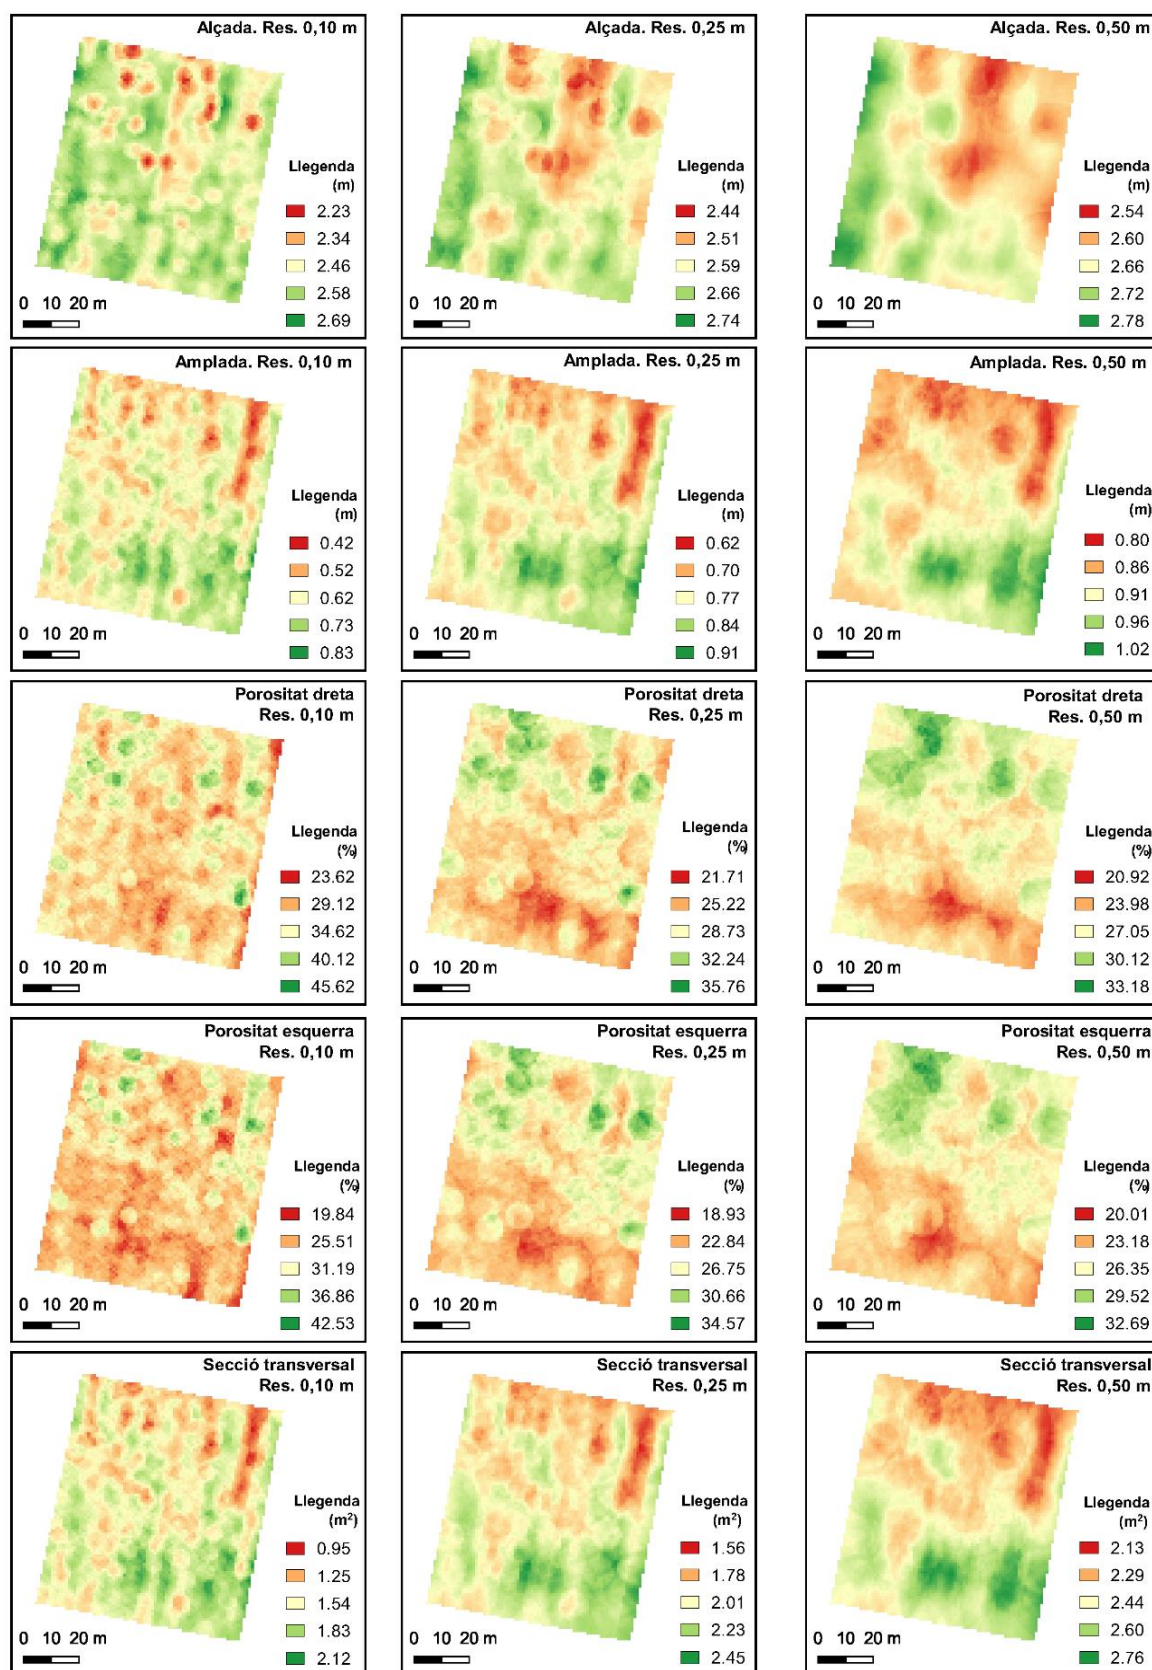 Alçada. Res. 0,10 m
Llegenda
(m)
2.23
2.34
2.46
2.58
2.69
0 10 20 m
Alçada. Res. 0,25 m
Llegenda
(m)
2.44
2.51
2.59
2.66
2.74
0 10 20 m
Alçada. Res. 0,50 m
Llegenda
(m)
2.54
2.60
2.66
2.72
2.78
0 10 20 m
Amplada. Res. 0,10 m
Llegenda
(m)
0.42
0.52
0.62
0.73
0.83
0 10 20 m
Amplada. Res. 0,25 m
Llegenda
(m)
0.62
0.70
0.77
0.84
0.91
0 10 20 m
Amplada. Res. 0,50 m
Llegenda
(m)
0.80
0.86
0.91
0.96
1.02
0 10 20 m
Porositat dreta
Res. 0,10 m
Llegenda
(%)
23.62
29.12
34.62
40.12
45.62
0 10 20 m
Porositat dreta
Res. 0,25 m
Llegenda
(%)
21.71
25.22
28.73
32.24
35.76
0 10 20 m
Porositat dreta
Res. 0,50 m
Llegenda
(%)
20.92
23.98
27.05
30.12
33.18
0 10 20 m
Porositat esquerra
Res. 0,10 m
Llegenda
(%)
19.84
25.51
31.19
36.86
42.53
0 10 20 m
Porositat esquerra
Res. 0,25 m
Llegenda
(%)
18.93
22.84
26.75
30.66
34.57
0 10 20 m
Porositat esquerra
Res. 0,50 m
Llegenda
(%)
20.01
23.18
26.35
29.52
32.69
0 10 20 m
Secció transversal
Res. 0,10 m
Llegenda
(m²)
0.95
1.25
1.54
1.83
2.12
0 10 20 m
Secció transversal
Res. 0,25 m
Llegenda
(m²)
1.56
1.78
2.01
2.23
2.45
0 10 20 m
Secció transversal
Res. 0,50 m
Llegenda
(m²)
2.13
2.29
2.44
2.60
2.76
0 10 20 m